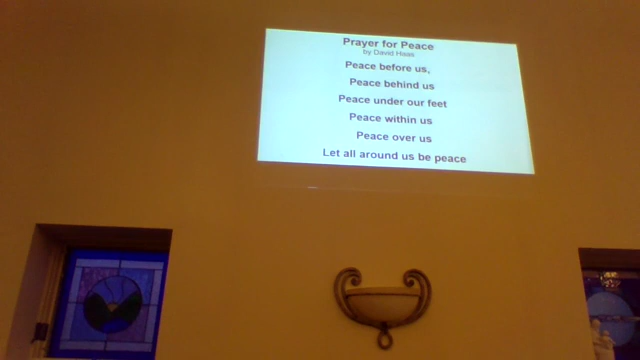 Prayer for Peace
by David Haas
Peace before us,
Peace behind us
Peace under our feet
Peace within us
Peace over us
Let all around us be peace